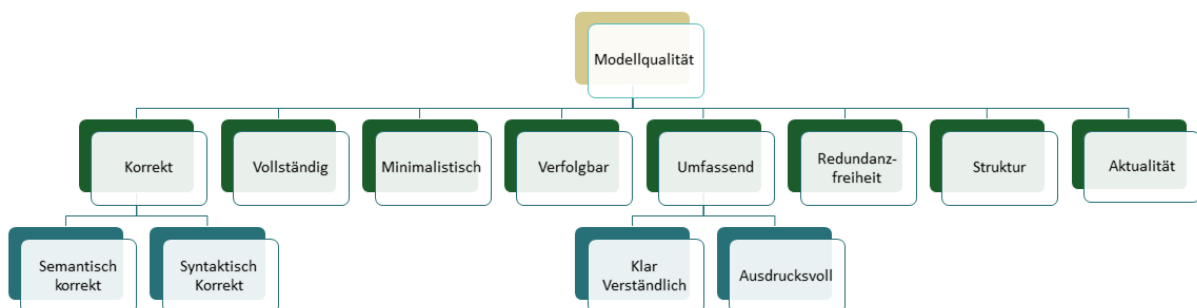 Modellqualität
Korrekt
Vollständig
Minimalistisch
Verfolgbar
Umfassend
Redundanz-
freiheit
Struktur
Aktualität
Semantisch
korrekt
Syntaktisch
Korrekt
Klar
Verständlich
Ausdrucksvoll